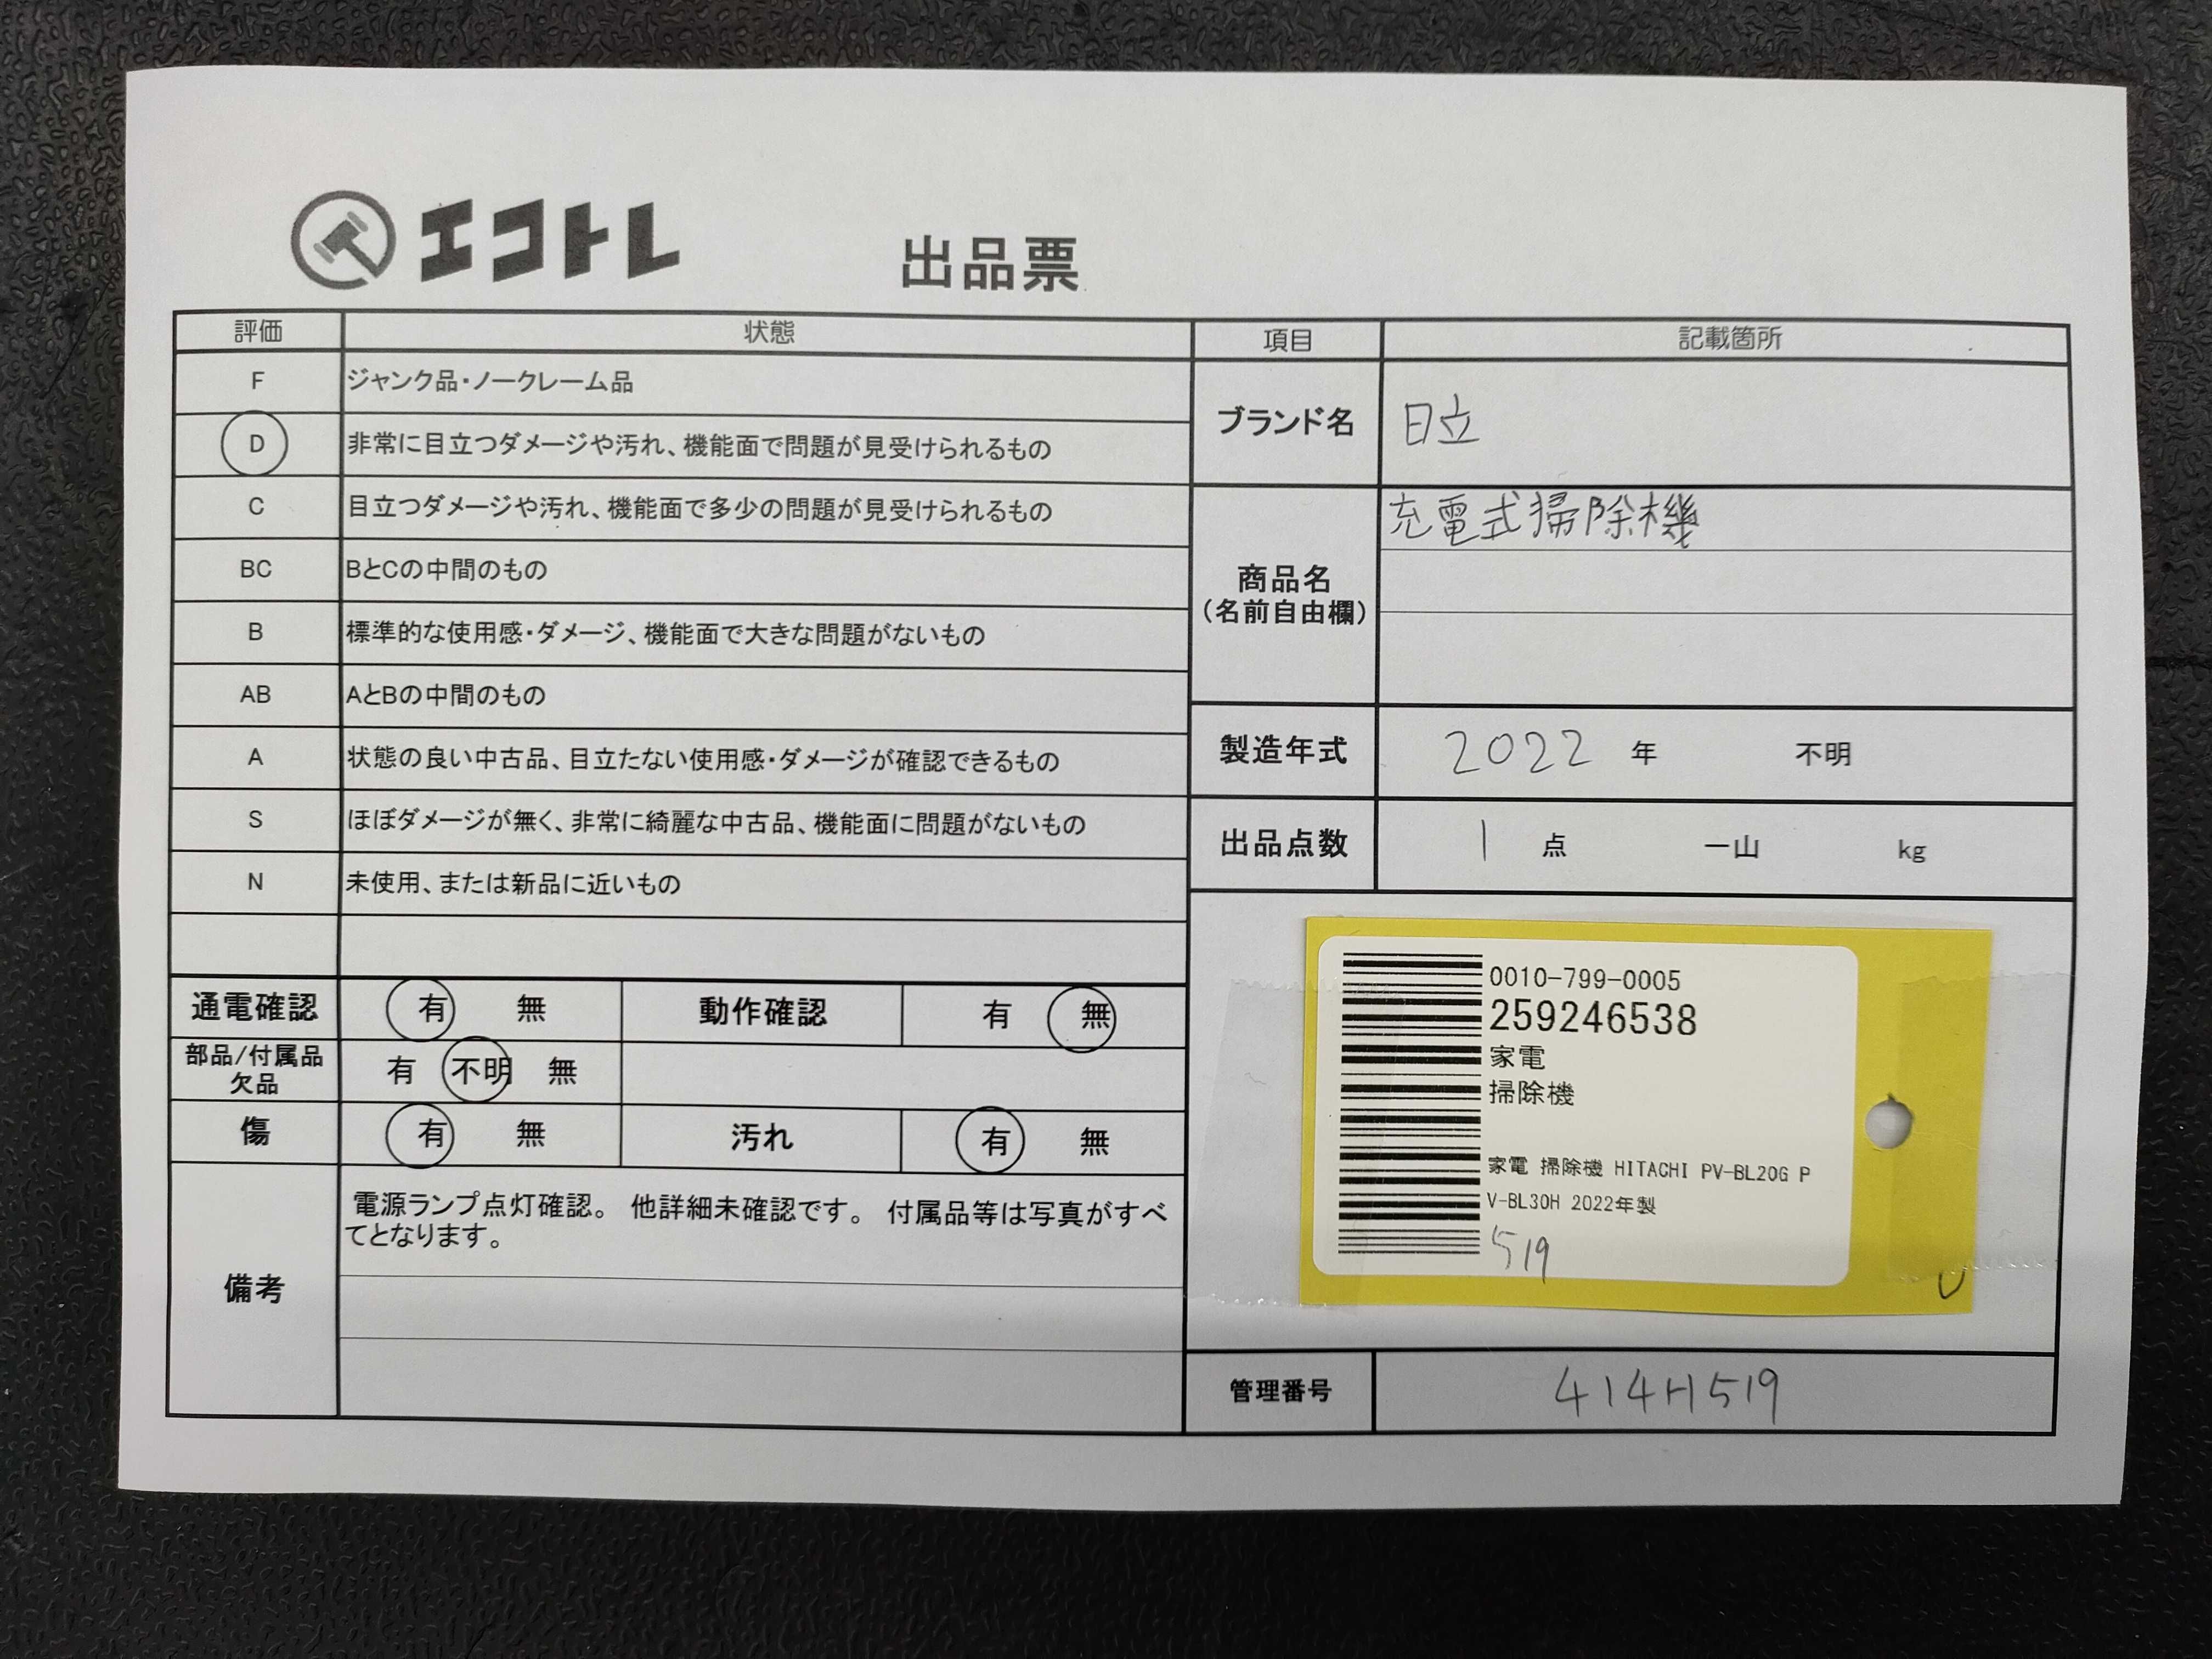 エコトレ
出品票
評価 状態
F ジャンク品・ノークレーム品
D 非常に目立つダメージや汚れ、機能面で問題が見受けられるもの
C 目立つダメージや汚れ、機能面で多少の問題が見受けられるもの
BC BとCの中間のもの
B 標準的な使用感・ダメージ、機能面で大きな問題がないもの
AB AとBの中間のもの
A 状態の良い中古品、目立たない使用感・ダメージが確認できるもの
S ほぼダメージが無く、非常に綺麗な中古品、機能面に問題がないもの
N 未使用、または新品に近いもの
通電確認 有 無 動作確認 有 無
部品/付属品
欠品
有 不明 無
傷 有 無 汚れ 有 無
備考
電源ランプ点灯確認。 他詳細未確認です。 付属品等は写真がすべ
てとなります。
項目 記載箇所
ブランド名 日立
商品名
(名前自由欄)
充電式掃除機
製造年式 2022 年 不明
出品点数 1 点 一山 kg
0010-799-0005
259246538
家電
掃除機
家電 掃除機 HITACHI PV-BL20G P
V-BL30H 2022年製
519
管理番号 414H519